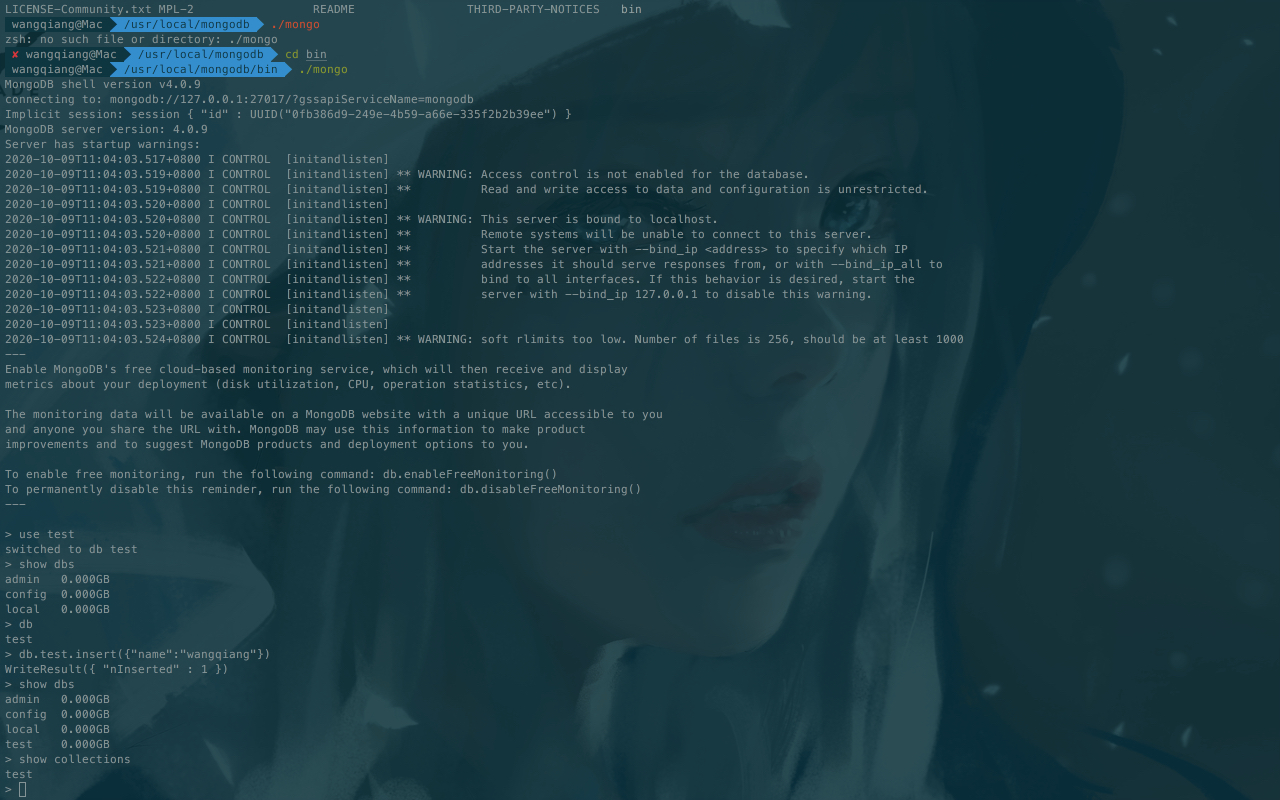 LICENSE-Community.txt MPL-2 README THIRD-PARTY-NOTICES bin
wangqiang@Mac /usr/local/mongodb ./mongo
zsh: no such file or directory: ./mongo
✘ wangqiang@Mac /usr/local/mongodb cd bin
wangqiang@Mac /usr/local/mongodb/bin ./mongo
MongoDB shell version v4.0.9
connecting to: mongodb://127.0.0.1:27017/?gssapiServiceName=mongodb
Implicit session: session { "id" : UUID("0fb386d9-249e-4b59-a66e-335f2b2b39ee") }
MongoDB server version: 4.0.9
Server has startup warnings:
2020-10-09T11:04:03.517+0800 I CONTROL  [initandlisten]
2020-10-09T11:04:03.519+0800 I CONTROL  [initandlisten] ** WARNING: Access control is not enabled for the database.
2020-10-09T11:04:03.519+0800 I CONTROL  [initandlisten] **          Read and write access to data and configuration is unrestricted.
2020-10-09T11:04:03.520+0800 I CONTROL  [initandlisten]
2020-10-09T11:04:03.520+0800 I CONTROL  [initandlisten] ** WARNING: This server is bound to localhost.
2020-10-09T11:04:03.520+0800 I CONTROL  [initandlisten] **          Remote systems will be unable to connect to this server.
2020-10-09T11:04:03.521+0800 I CONTROL  [initandlisten] **          Start the server with --bind_ip <address> to specify which IP
2020-10-09T11:04:03.521+0800 I CONTROL  [initandlisten] **          addresses it should serve responses from, or with --bind_ip_all to
2020-10-09T11:04:03.522+0800 I CONTROL  [initandlisten] **          bind to all interfaces. If this behavior is desired, start the
2020-10-09T11:04:03.522+0800 I CONTROL  [initandlisten] **          server with --bind_ip 127.0.0.1 to disable this warning.
2020-10-09T11:04:03.523+0800 I CONTROL  [initandlisten]
2020-10-09T11:04:03.523+0800 I CONTROL  [initandlisten]
2020-10-09T11:04:03.524+0800 I CONTROL  [initandlisten] ** WARNING: soft rlimits too low. Number of files is 256, should be at least 1000
---
Enable MongoDB's free cloud-based monitoring service, which will then receive and display
metrics about your deployment (disk utilization, CPU, operation statistics, etc).
The monitoring data will be available on a MongoDB website with a unique URL accessible to you
and anyone you share the URL with. MongoDB may use this information to make product
improvements and to suggest MongoDB products and deployment options to you.
To enable free monitoring, run the following command: db.enableFreeMonitoring()
To permanently disable this reminder, run the following command: db.disableFreeMonitoring()
---
> use test
switched to db test
> show dbs
admin   0.000GB
config  0.000GB
local   0.000GB
> db
test
> db.test.insert({"name":"wangqiang"})
WriteResult({ "nInserted" : 1 })
> show dbs
admin   0.000GB
config  0.000GB
local   0.000GB
test    0.000GB
> show collections
test
>